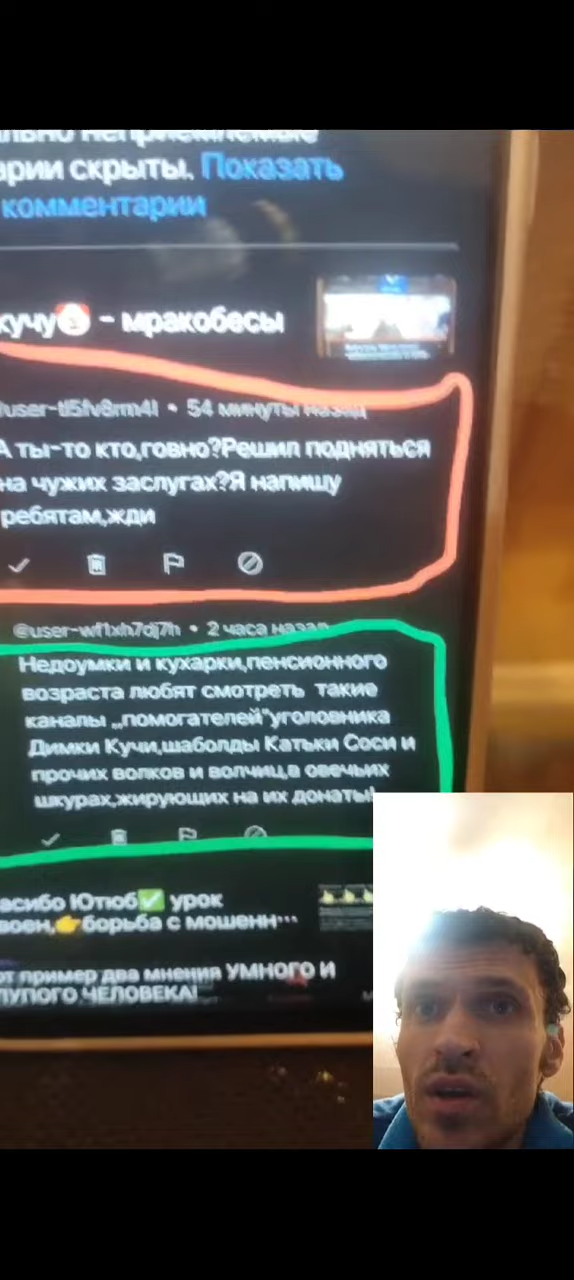 арии скрыты. Показать
комментарии
кучу🤡 - мракобесы
user-tl5fv8rm4l • 54 минуты назад
А ты-то кто,говно?Решил подняться
на чужих заслугах?Я напишу
ребятам,жди
@user-wf1xh7dj7h • 2 часа назад
Недоумки и кухарки,пенсионного
возраста любят смотреть такие
каналы ,,помогателей"уголовника
Димки Кучи,шаболды Катьки Соси и
прочих волков и волчиц,в овечьих
шкурах,жирующих на их донаты!
асибо Ютюб✅ урок
воен,👉борьба с мошенн...
от пример два мнения УМНОГО И
ЛУПОГО ЧЕЛОВЕКА!